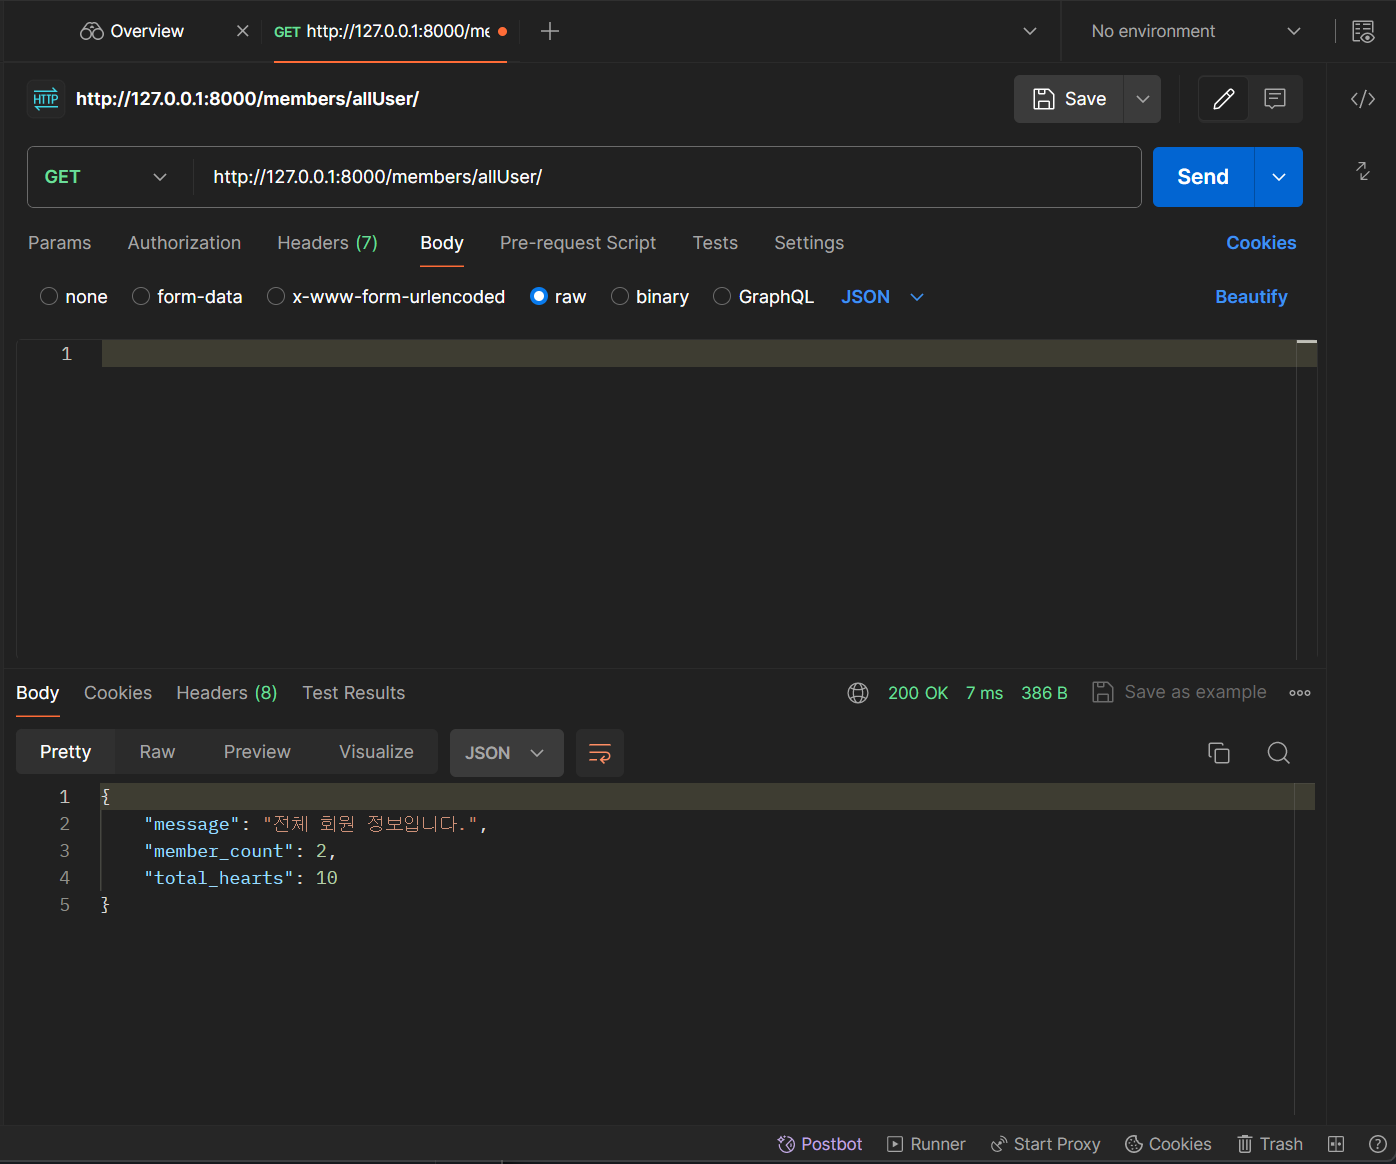 Overview
GET http://127.0.0.1:8000/me
No environment
HTTP http://127.0.0.1:8000/members/allUser/
Save
GET http://127.0.0.1:8000/members/allUser/
Send
Params Authorization Headers (7) Body Pre-request Script Tests Settings Cookies
none form-data x-www-form-urlencoded raw binary GraphQL JSON Beautify
1
Body Cookies Headers (8) Test Results 200 OK 7 ms 386 B Save as example
Pretty Raw Preview Visualize JSON
1 {
2 "message": "전체 회원 정보입니다.",
3 "member_count": 2,
4 "total_hearts": 10
5 }
Postbot Runner Start Proxy Cookies Trash